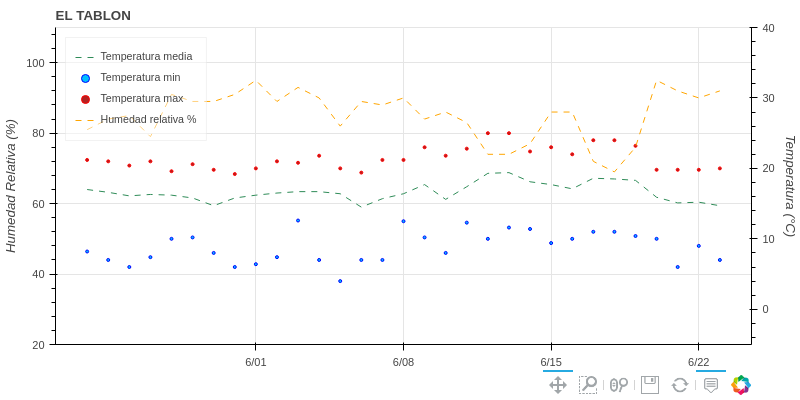 EL TABLON
Temperatura media
Temperatura min
Temperatura max
Humedad relativa %
Humedad Relativa (%)
100
80
60
40
20
40
30
20
10
0
Temperatura (°C)
6/01
6/08
6/15
6/22